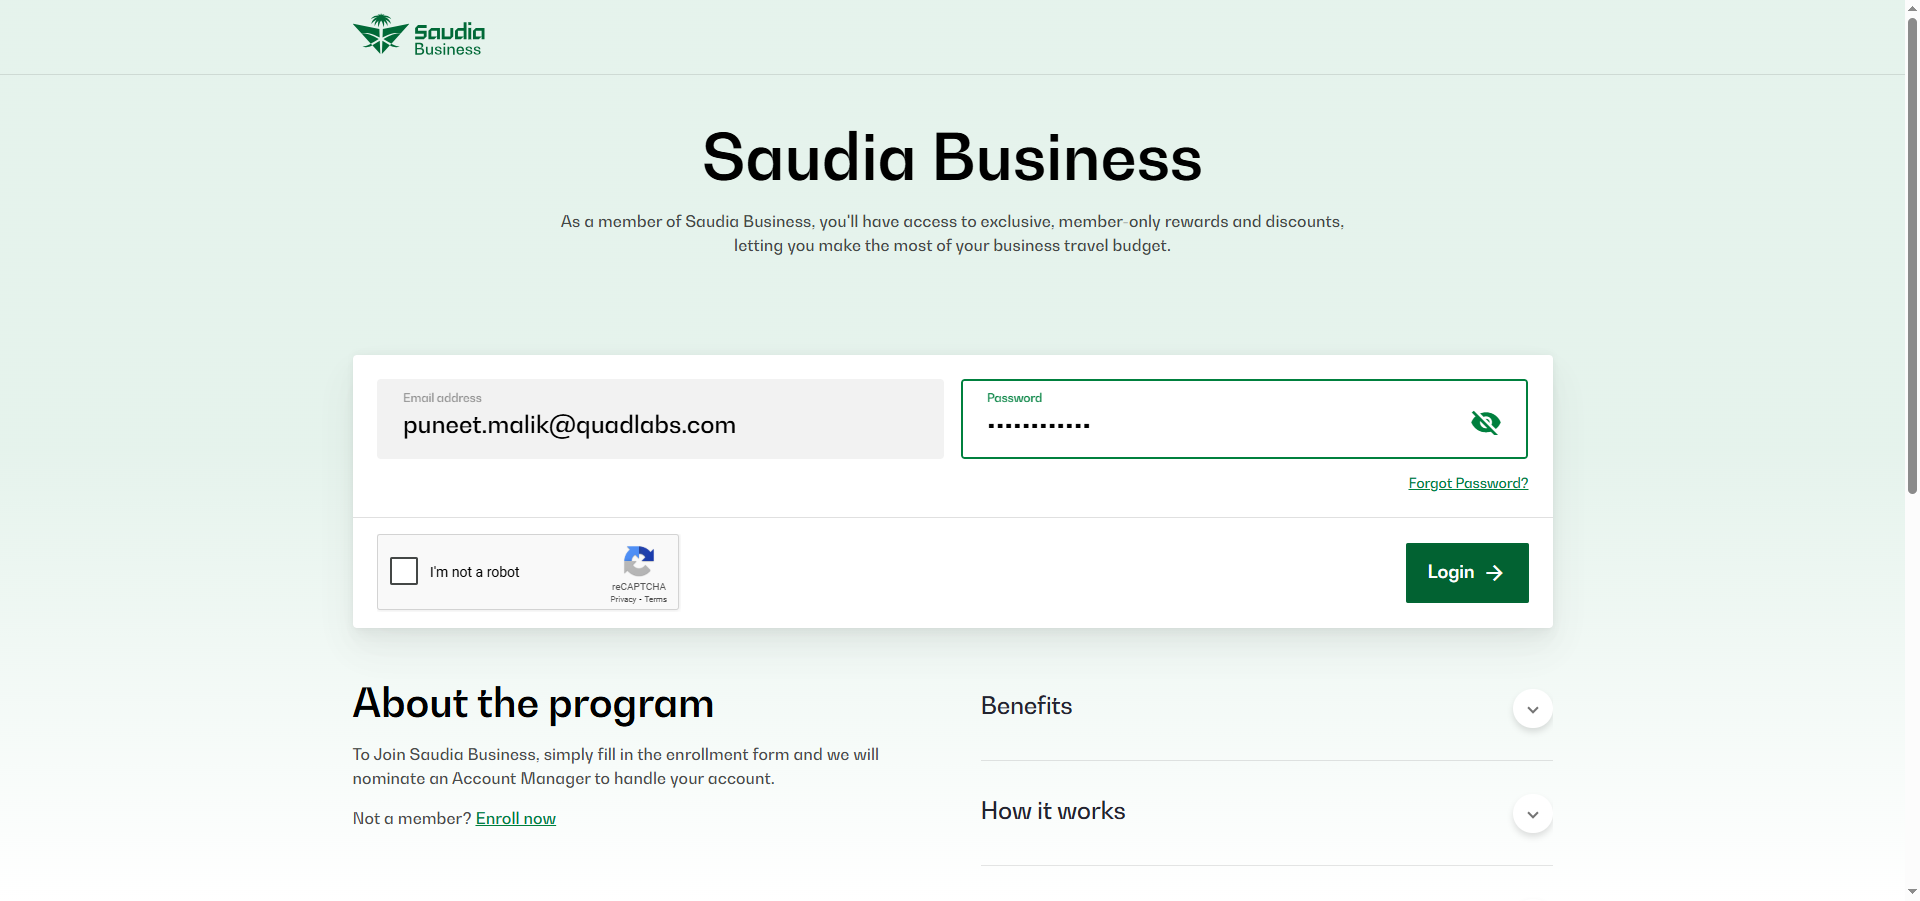 Saudia
Business
Saudia Business
As a member of Saudia Business, you'll have access to exclusive, member-only rewards and discounts,
letting you make the most of your business travel budget.
Email address
puneet.malik@quadlabs.com
Password
••••••••••••
Forgot Password?
I'm not a robot
reCAPTCHA
Privacy - Terms
Login
About the program
To Join Saudia Business, simply fill in the enrollment form and we will
nominate an Account Manager to handle your account.
Not a member? Enroll now
Benefits
How it works